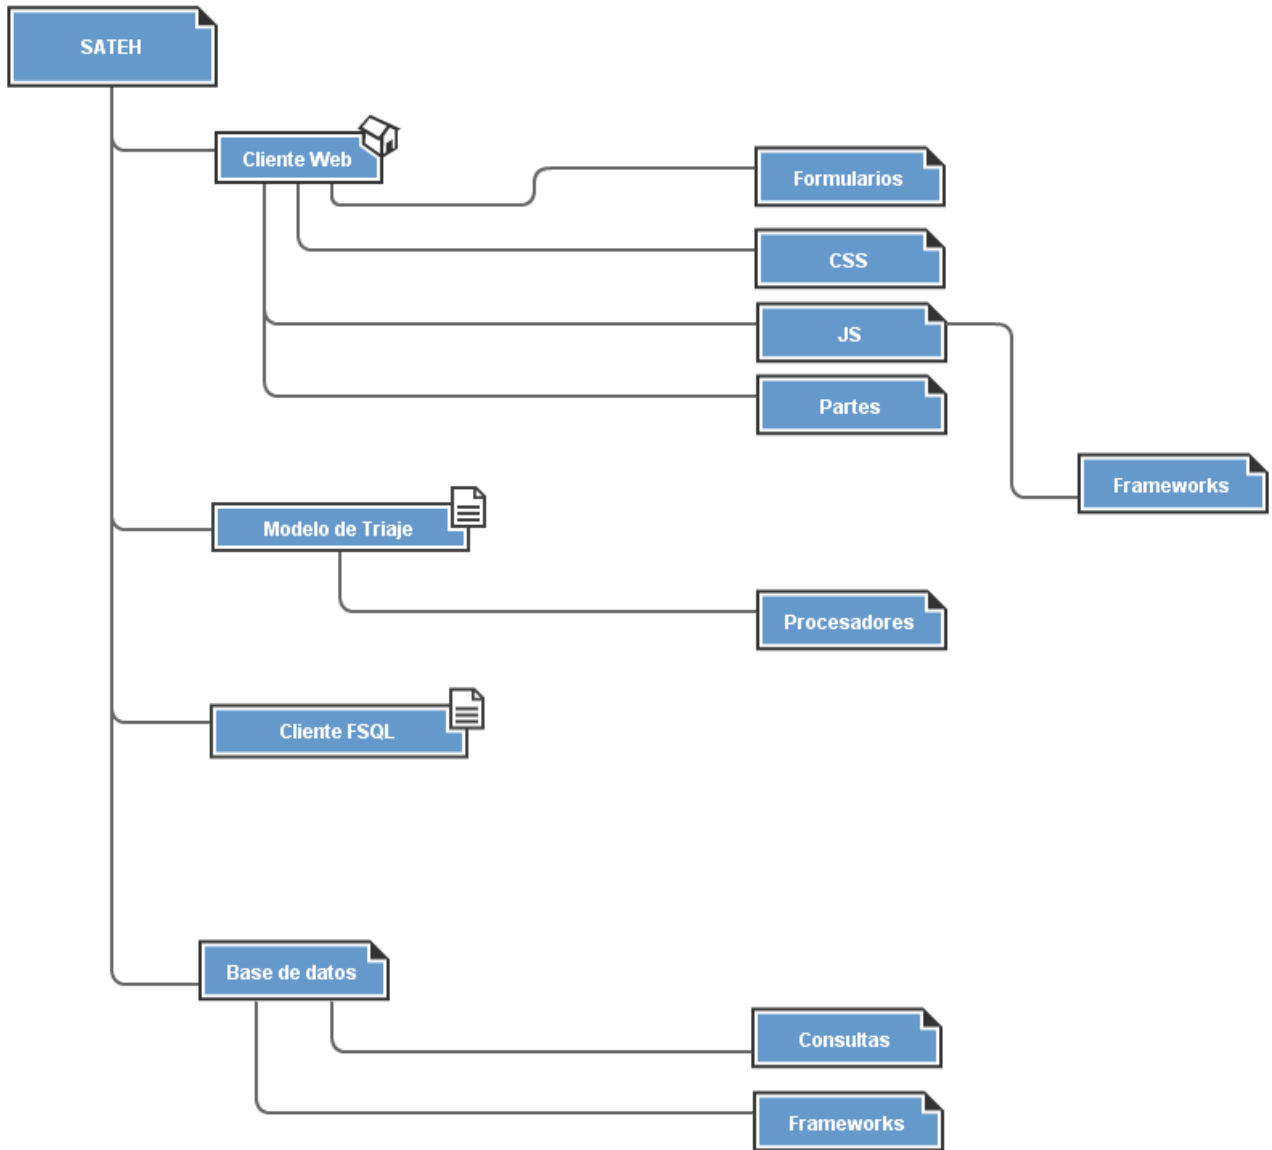 SATEH
Cliente Web
Formularios
CSS
JS
Partes
Frameworks
Modelo de Triaje
Procesadores
Cliente FSQL
Base de datos
Consultas
Frameworks